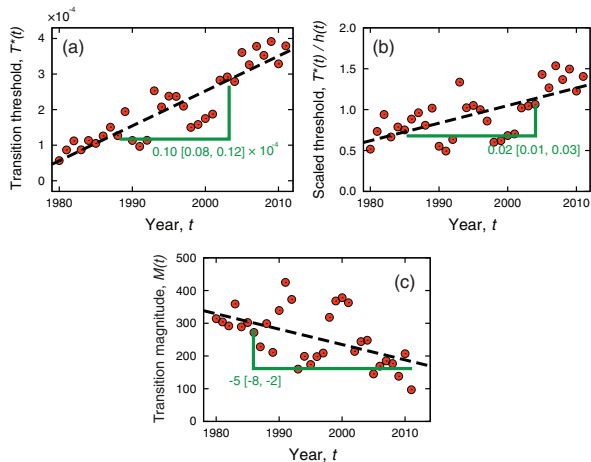 ×10⁻⁴
(a)
Transition threshold, T*(t)
4
3
2
1
0
0.10 [0.08, 0.12] × 10⁻⁴
1980 1990 2000 2010
Year, t
(b)
Scaled threshold, T*(t) / h(t)
2.0
1.5
1.0
0.5
0.0
0.02 [0.01, 0.03]
1980 1990 2000 2010
Year, t
(c)
Transition magnitude, M(t)
500
400
300
200
100
0
-5 [-8, -2]
1980 1990 2000 2010
Year, t